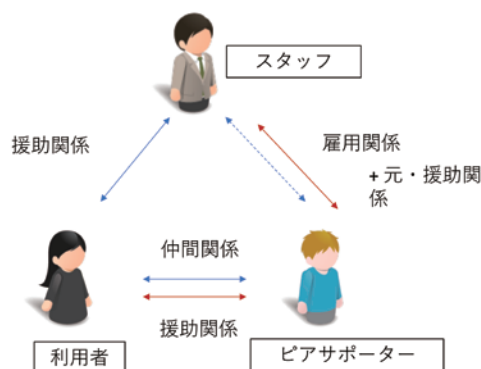 スタッフ
援助関係
雇用関係
+ 元・援助関
係
仲間関係
援助関係
利用者
ピアサポーター